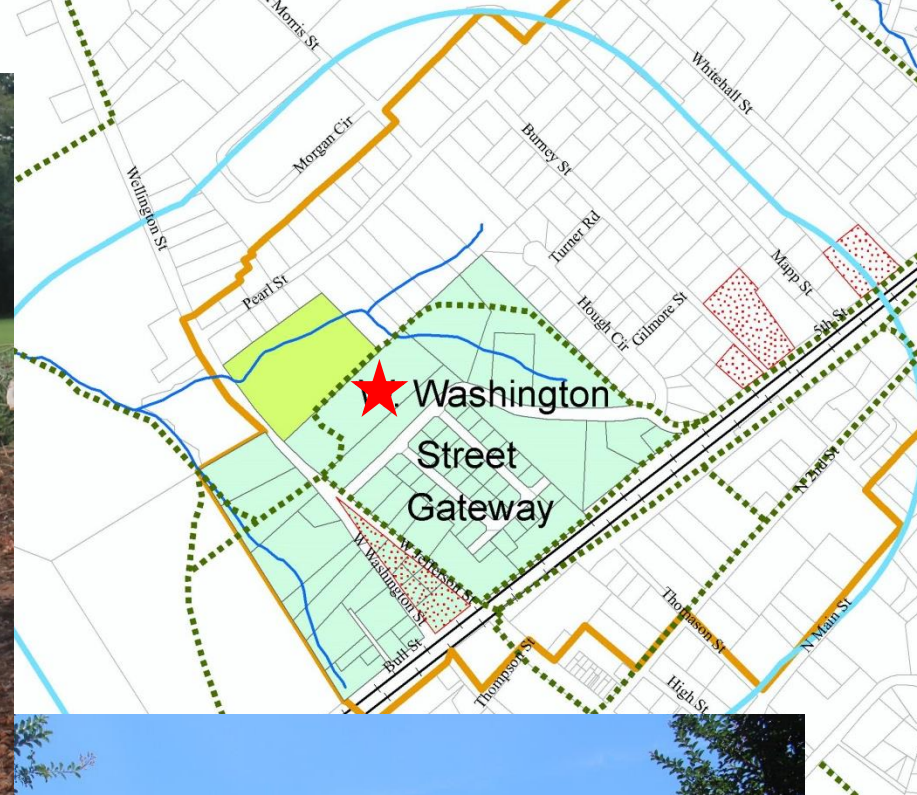 Morris St
Whitehall St
Morgan Cir
Burney St
Wellington St
Turner Rd
Mapp St
Pearl St
Hough Cir
Gilmore St
5th St
Washington
Street
Gateway
N 2nd St
W Jefferson St
W Washington St
Thomason St
N Main St
Bull St
Thompson St
High St